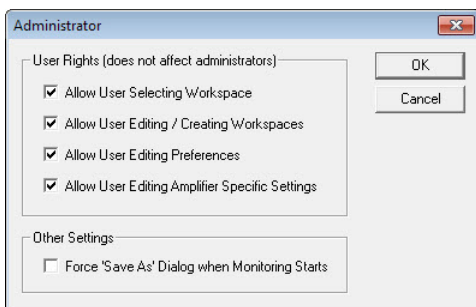 Administrator
User Rights (does not affect administrators)
Allow User Selecting Workspace
Allow User Editing / Creating Workspaces
Allow User Editing Preferences
Allow User Editing Amplifier Specific Settings
OK
Cancel
Other Settings
Force 'Save As' Dialog when Monitoring Starts